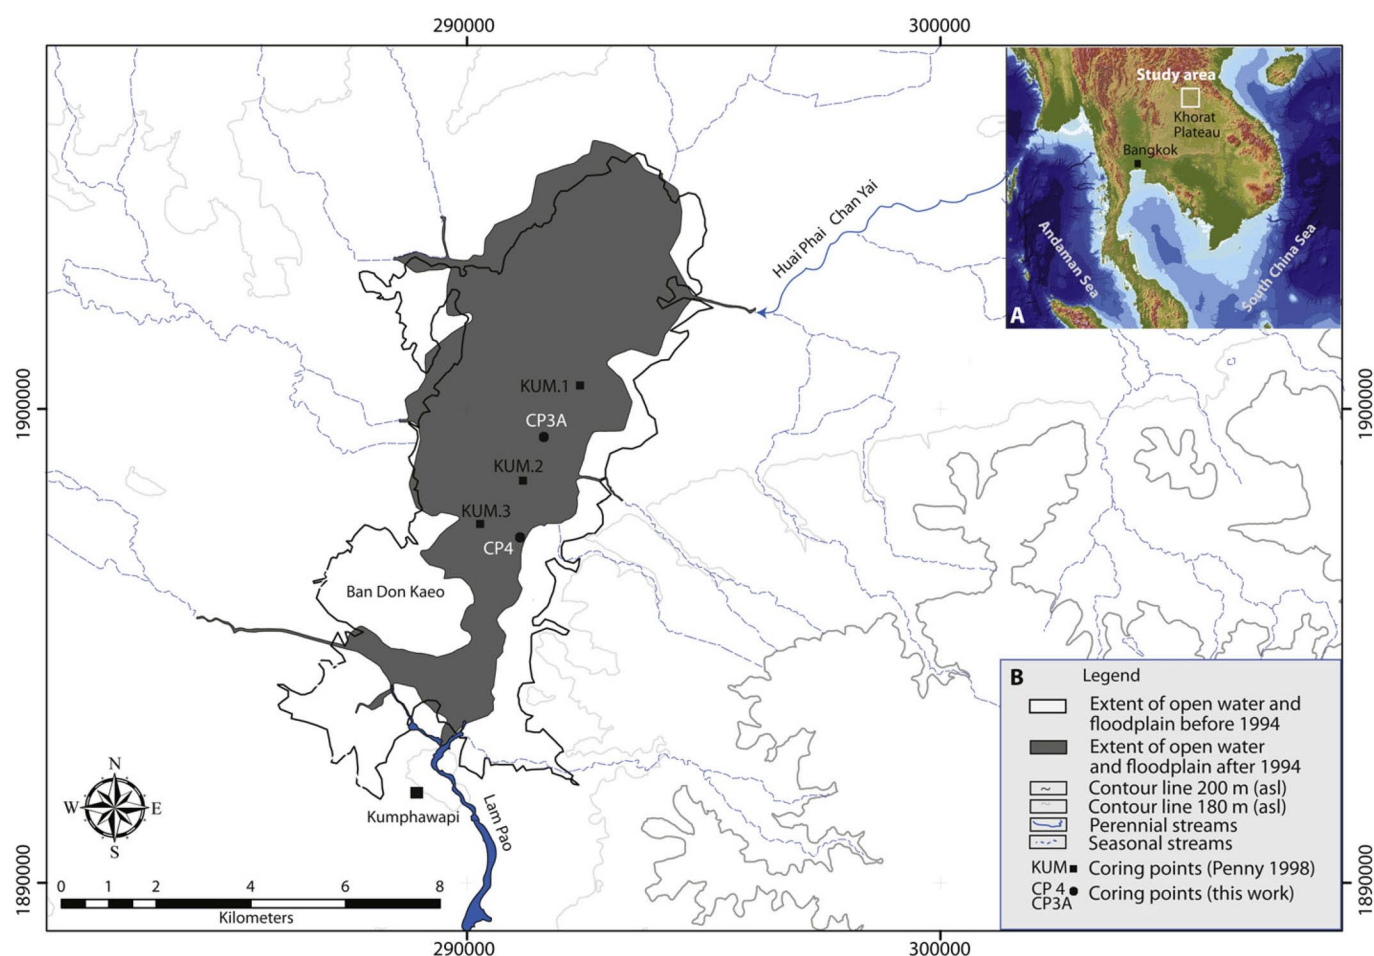 290000
300000
Study area
Khorat
Plateau
Bangkok
Andaman Sea
South China Sea
A
Huai Phai Chan Yai
1900000
1900000
KUM.1
CP3A
KUM.2
KUM.3
CP4
Ban Don Kaeo
N
W
E
S
Kumphawapi
Lam Pao
0 1 2 4 6 8
Kilometers
1890000
1890000
290000
300000
B
Legend
Extent of open water and
floodplain before 1994
Extent of open water
and floodplain after 1994
Contour line 200 m (asl)
Contour line 180 m (asl)
Perennial streams
Seasonal streams
KUM
Coring points (Penny 1998)
CP 4
CP3A
Coring points (this work)